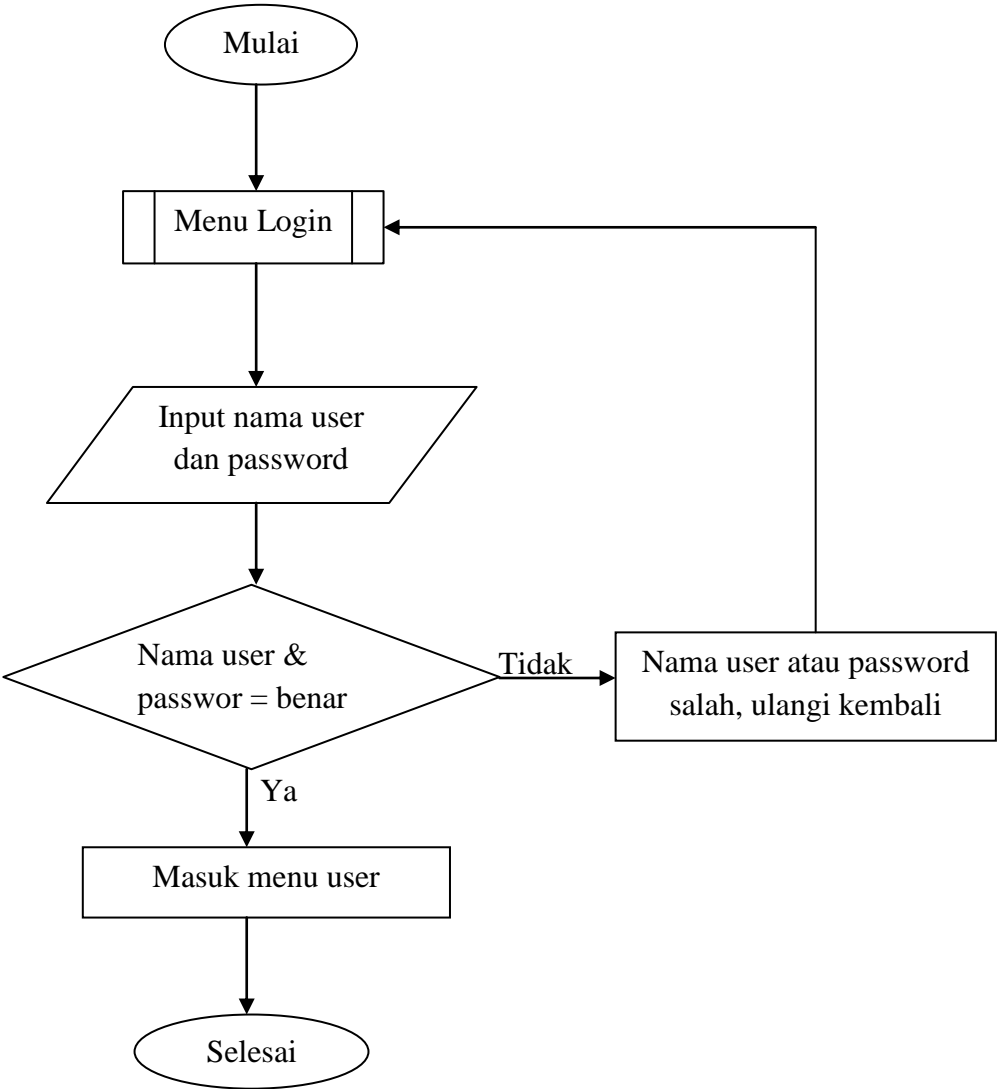 Mulai
Menu Login
Input nama user
dan password
Nama user &
passwor = benar
Tidak
Nama user atau password
salah, ulangi kembali
Ya
Masuk menu user
Selesai